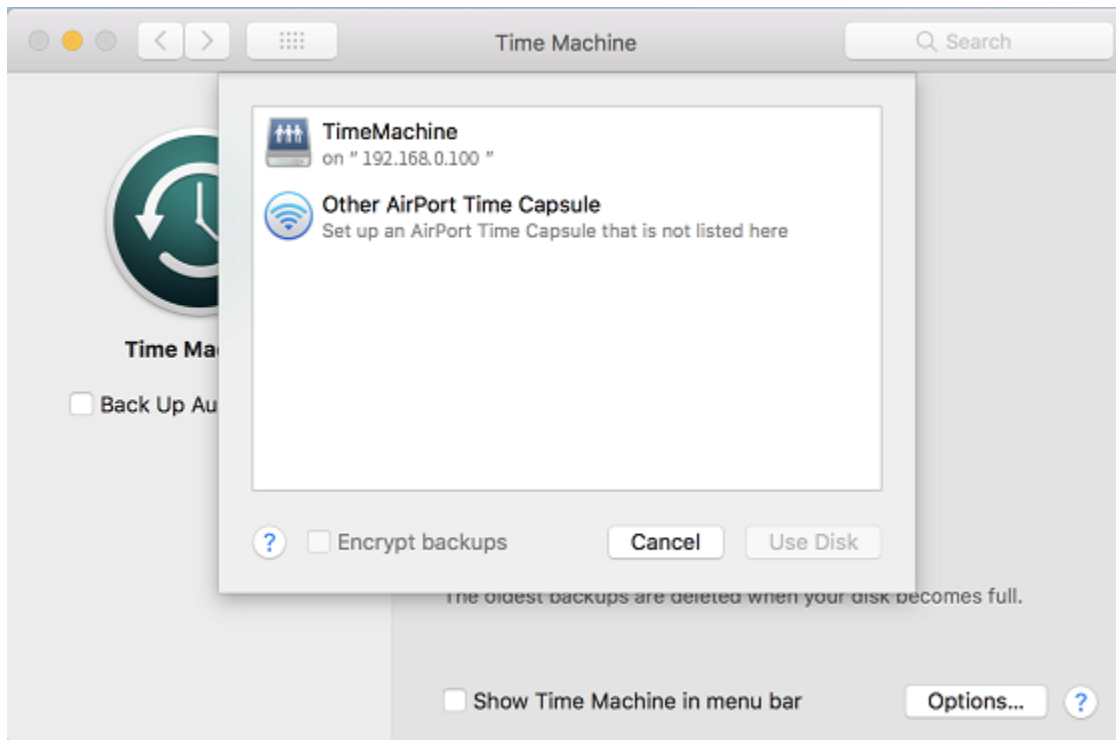 Time Machine
Search
TimeMachine
on " 192.168.0.100 "
Other AirPort Time Capsule
Set up an AirPort Time Capsule that is not listed here
Time Ma
Back Up Au
? Encrypt backups
Cancel
Use Disk
The oldest backups are deleted when your disk becomes full.
Show Time Machine in menu bar
Options...
?